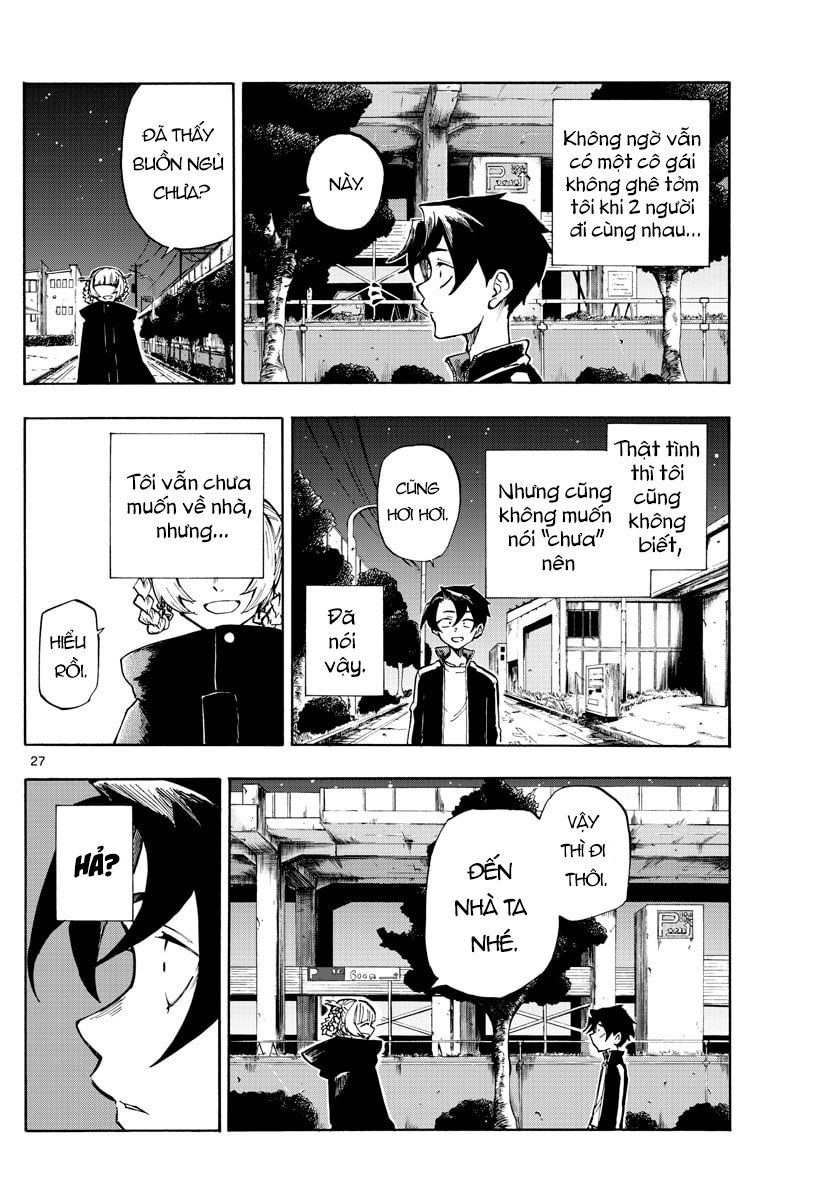 Không ngờ vẫn
có một cô gái
không ghê tởm
tôi khi 2 người
đi cùng nhau...
NÀY.
ĐÃ THẤY
BUỒN NGỦ
CHƯA?
Thật tình
thì tôi
cũng
không
biết,
Nhưng cũng
không muốn
nói "chưa"
nên
CŨNG
HƠI HƠI.
Đã
nói
vậy.
Tôi vẫn chưa
muốn về nhà,
nhưng...
HIỂU
RỒI.
27
VẬY
THÌ ĐI
THÔI.
ĐẾN
NHÀ TA
NHÉ.
P
HẢ?